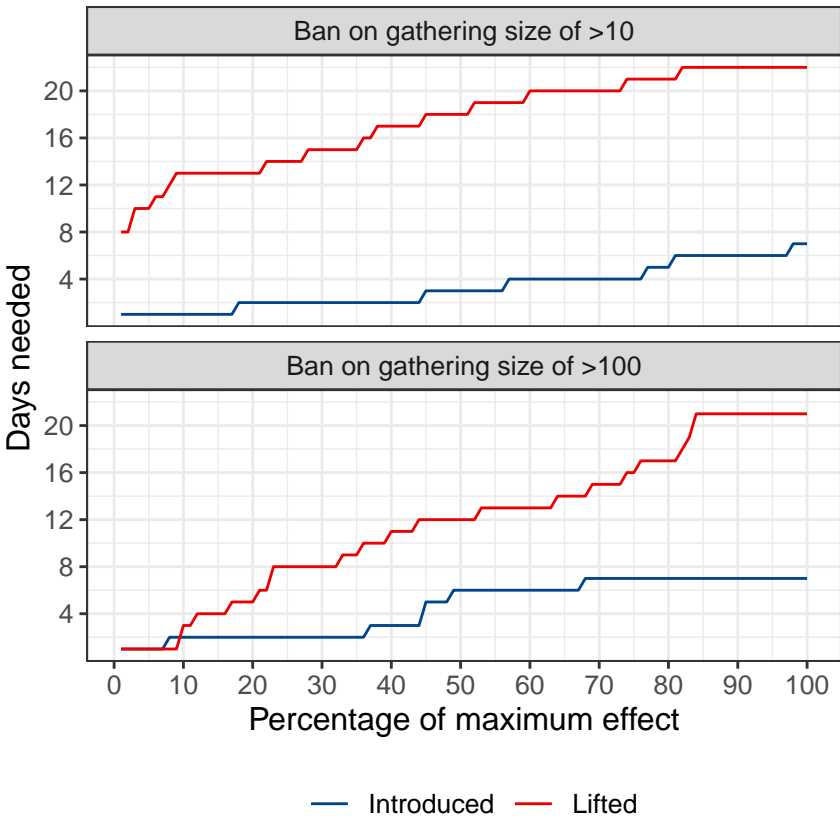 Ban on gathering size of >10
20
16
12
8
4
Days needed
Ban on gathering size of >100
20
16
12
8
4
0 10 20 30 40 50 60 70 80 90 100
Percentage of maximum effect
Introduced Lifted